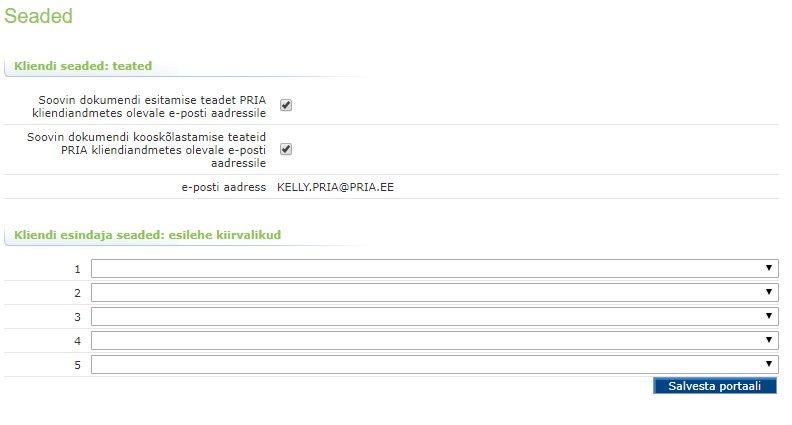 Seaded
Kliendi seaded: teated
Soovin dokumendi esitamise teadet PRIA
kliendiandmetes olevale e-posti aadressile
Soovin dokumendi kooskõlastamise teateid
PRIA kliendiandmetes olevale e-posti
aadressile
e-posti aadress KELLY.PRIA@PRIA.EE
Kliendi esindaja seaded: esilehe kiirvalikud
1
2
3
4
5
Salvesta portaali